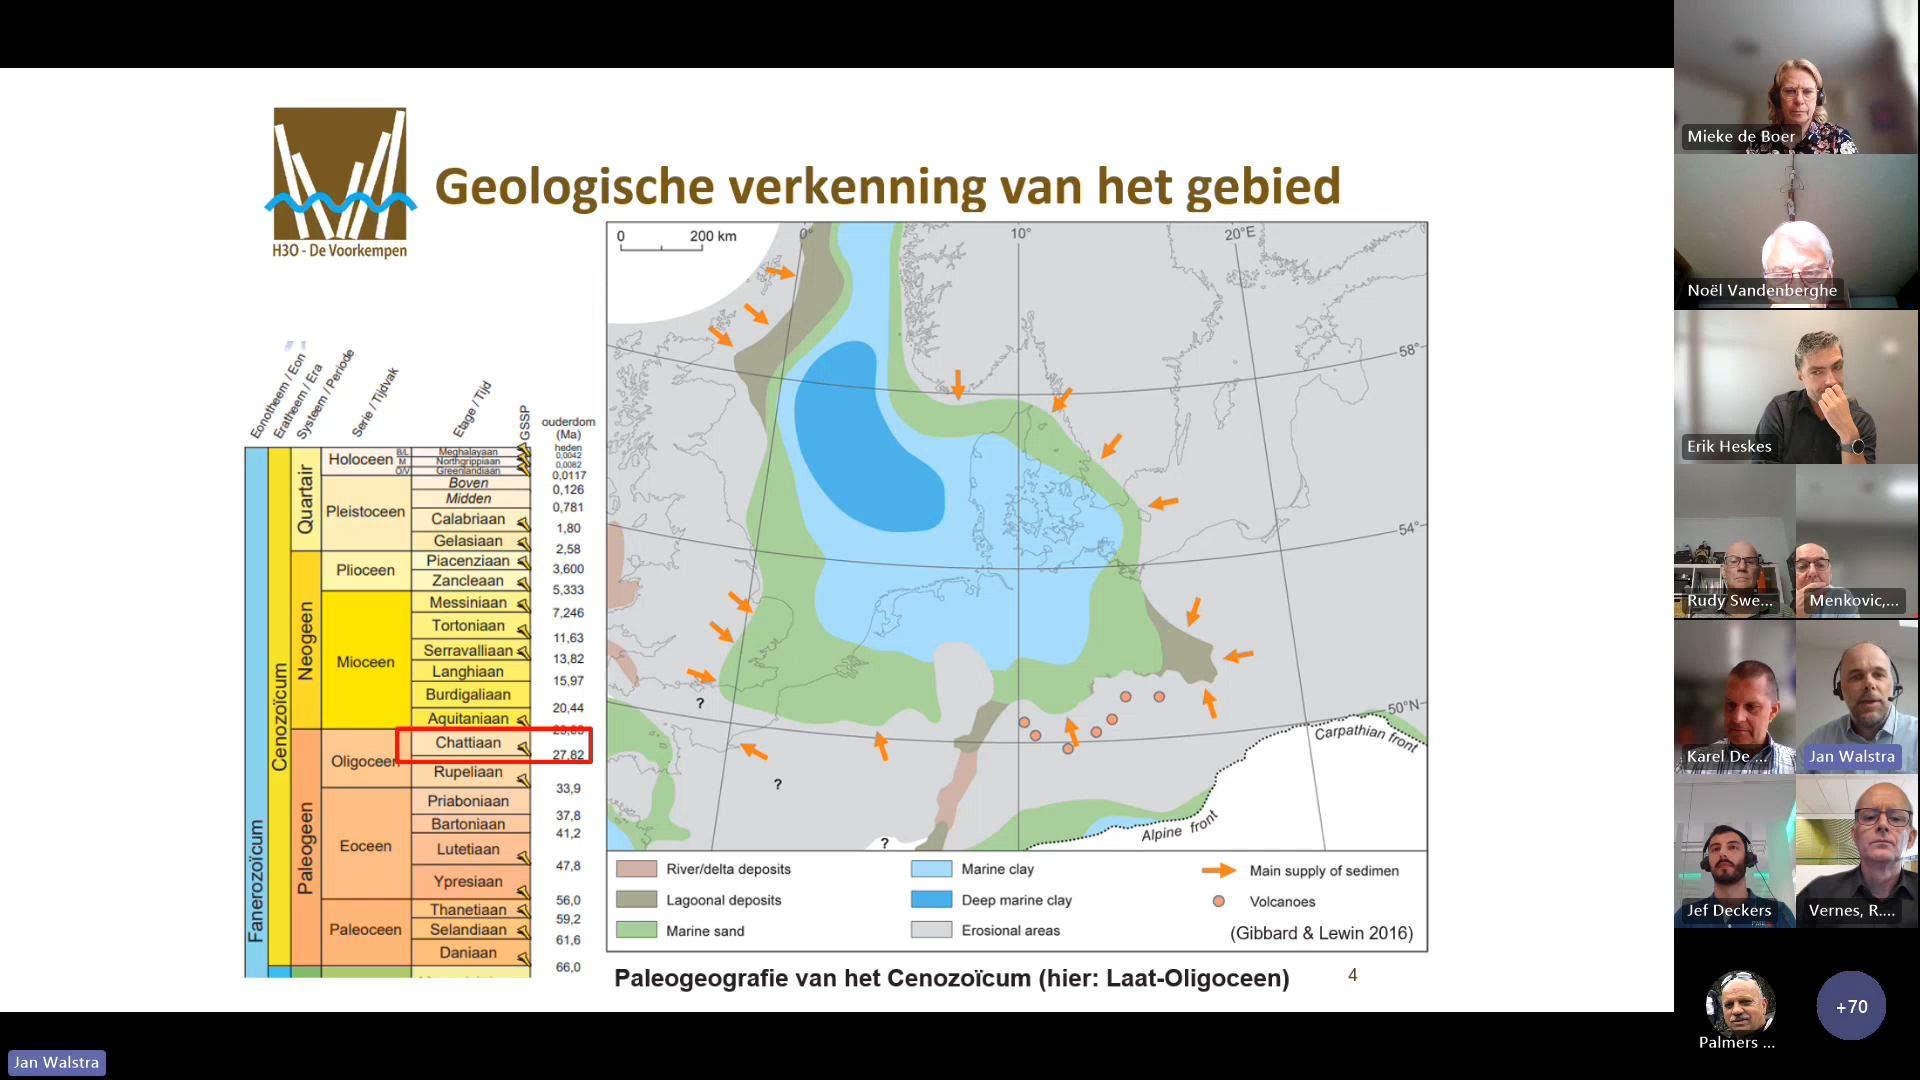 Geologische verkenning van het gebied
H3O - De Voorkempen
Eonotheem / Eon
Eratheem / Era
Systeem / Periode
Serie / Tijdvak
Etage / Tijd
GSSP
ouderdom
(Ma)
heden
Fanerozoïcum
Cenozoïcum
Quartair
Neogeen
Paleogeen
Holoceen
B/L Meghalayaan 0,0042
M Northgrippiaan 0,0082
O/V Greenlandiaan 0,0117
Pleistoceen
Boven 0,126
Midden 0,781
Calabriaan 1,80
Gelasiaan 2,58
Plioceen
Piacenziaan 3,600
Zancleaan 5,333
Mioceen
Messiniaan 7,246
Tortoniaan 11,63
Serravalliaan 13,82
Langhiaan 15,97
Burdigaliaan 20,44
Aquitaniaan
Oligoceen
Chattiaan 27,82
Rupeliaan 33,9
Eoceen
Priaboniaan 37,8
Bartoniaan 41,2
Lutetiaan 47,8
Ypresiaan 56,0
Paleoceen
Thanetiaan 59,2
Selandiaan 61,6
Daniaan 66,0
0 200 km
0° 10° 20°E
58°
54°
50°N
? ? ?
Carpathian front
Alpine front
River/delta deposits
Lagoonal deposits
Marine sand
Marine clay
Deep marine clay
Erosional areas
Main supply of sedimen
Volcanoes
(Gibbard & Lewin 2016)
Paleogeografie van het Cenozoïcum (hier: Laat-Oligoceen)
4
Mieke de Boer
Noël Vandenberghe
Erik Heskes
Rudy Swe...
Menkovic,...
Karel De ...
Jan Walstra
Jef Deckers
Vernes, R....
Palmers ...
+70
Jan Walstra